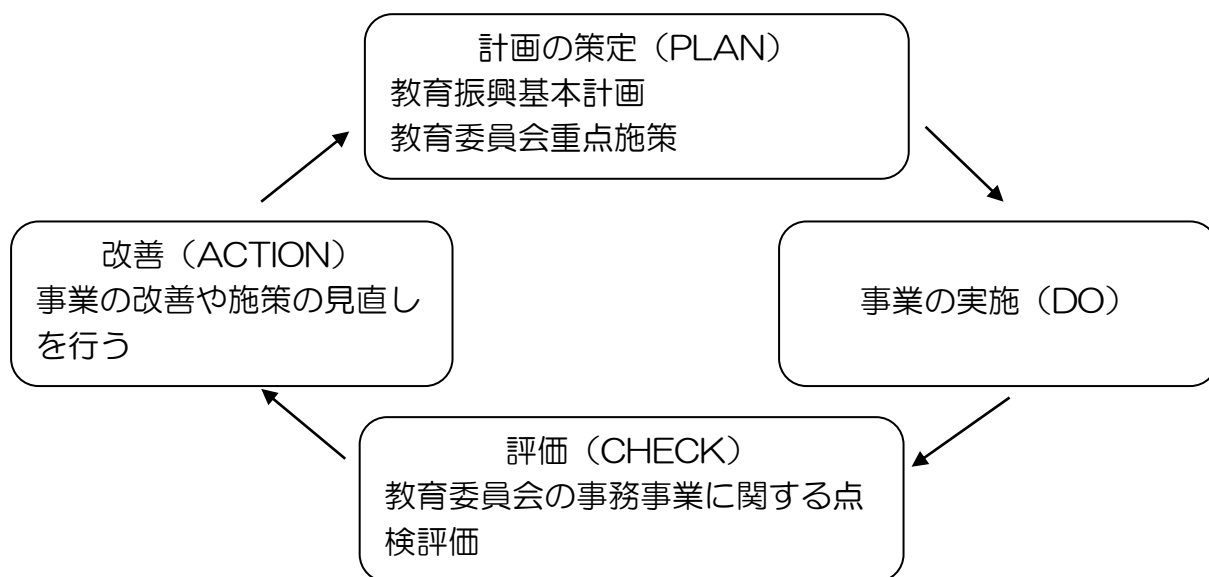 計画の策定（PLAN）
教育振興基本計画
教育委員会重点施策
改善（ACTION）
事業の改善や施策の見直し
を行う
事業の実施（DO）
評価（CHECK）
教育委員会の事務事業に関する点
検評価